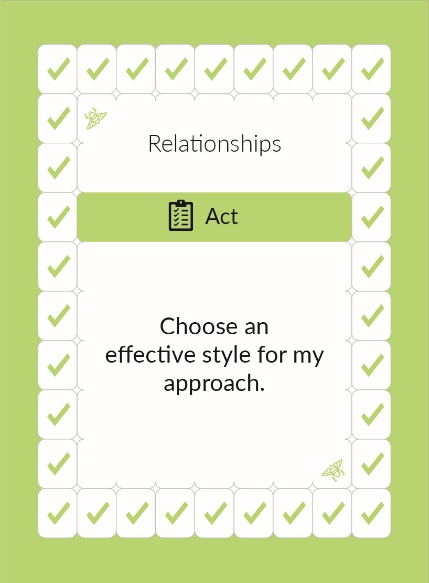 Relationships
Act
Choose an
effective style for my
approach.